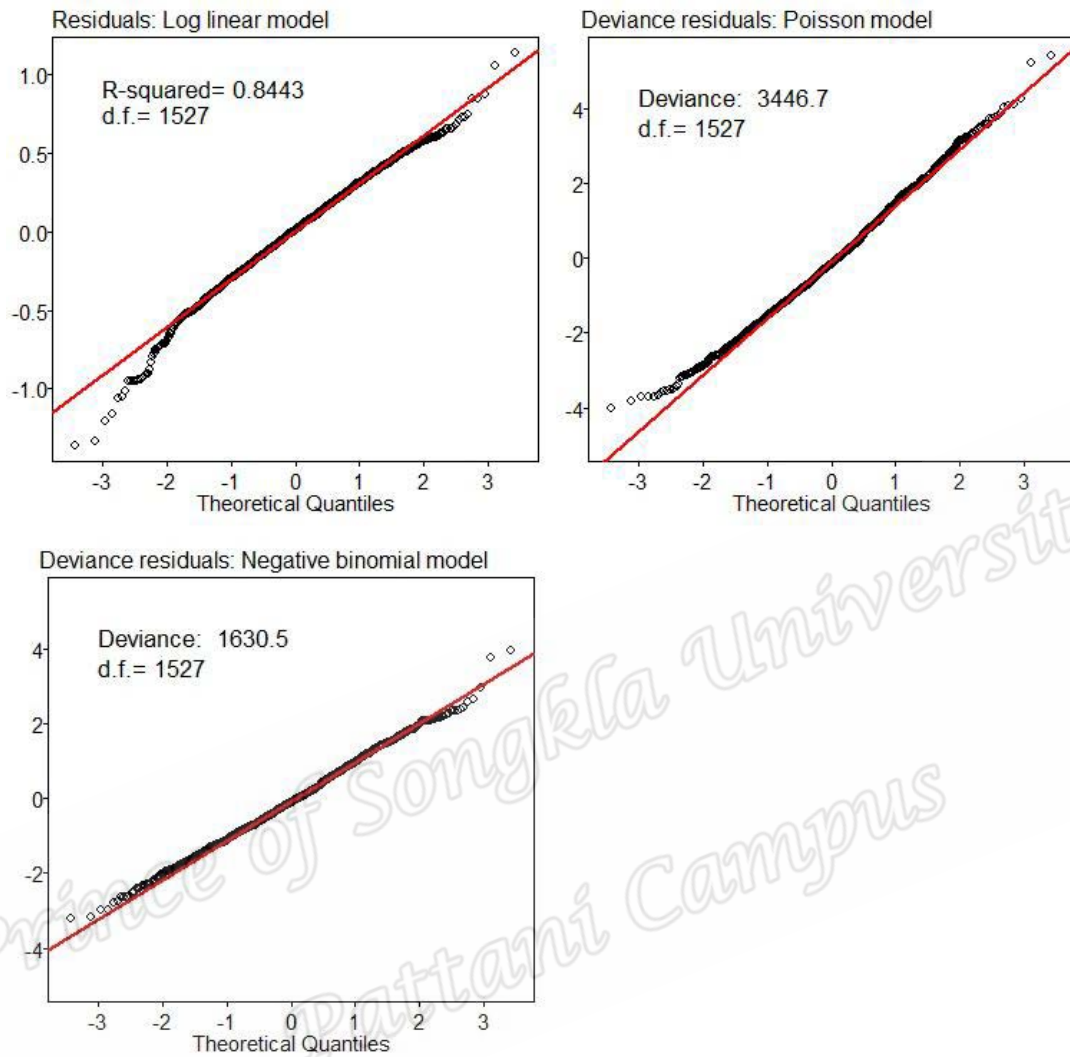 Residuals: Log linear model
R-squared= 0.8443
d.f.= 1527
1.0
0.5
0.0
-0.5
-1.0
-3 -2 -1 0 1 2 3
Theoretical Quantiles
Deviance residuals: Poisson model
Deviance: 3446.7
d.f.= 1527
4
2
0
-2
-4
-3 -2 -1 0 1 2 3
Theoretical Quantiles
Deviance residuals: Negative binomial model
Deviance: 1630.5
d.f.= 1527
4
2
0
-2
-4
-3 -2 -1 0 1 2 3
Theoretical Quantiles
Prince of Songkla Universit
Pattani Campus